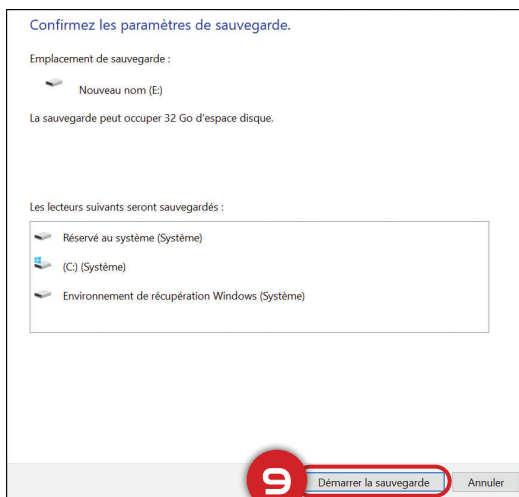 Confirmez les paramètres de sauvegarde.
Emplacement de sauvegarde :
Nouveau nom (E:)
La sauvegarde peut occuper 32 Go d'espace disque.
Les lecteurs suivants seront sauvegardés :
Réservé au système (Système)
(C:) (Système)
Environnement de récupération Windows (Système)
9 Démarrer la sauvegarde Annuler